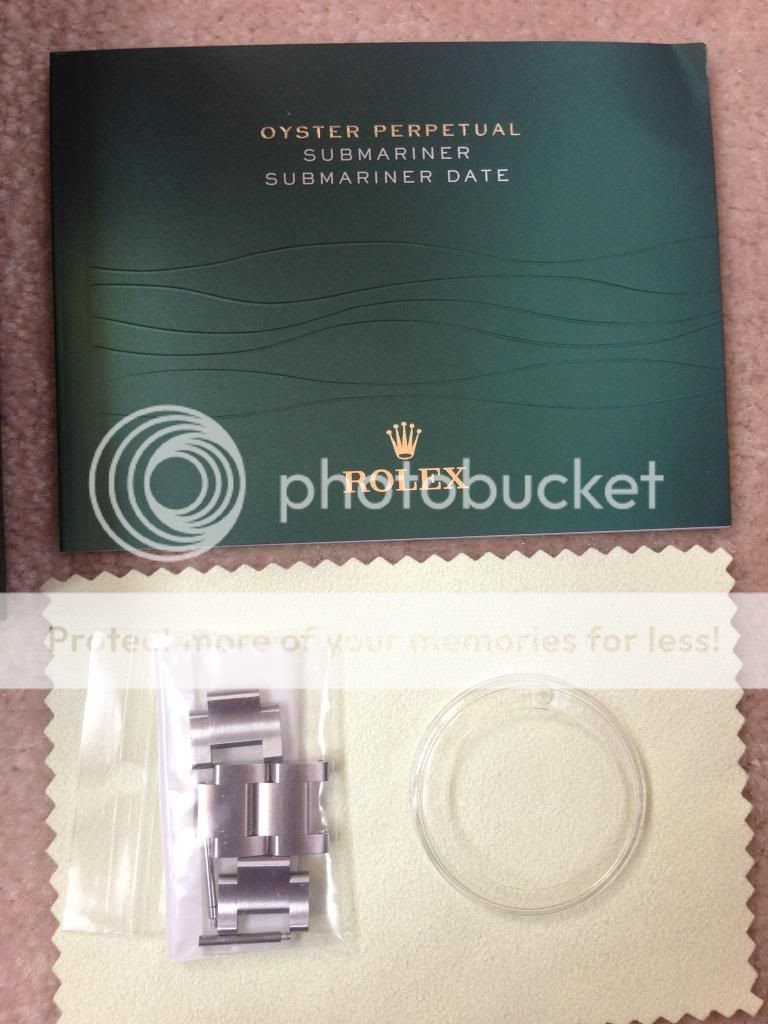 OYSTER PERPETUAL
SUBMARINER
SUBMARINER DATE
ROLEX
photobucket
Protect more of your memories for less!